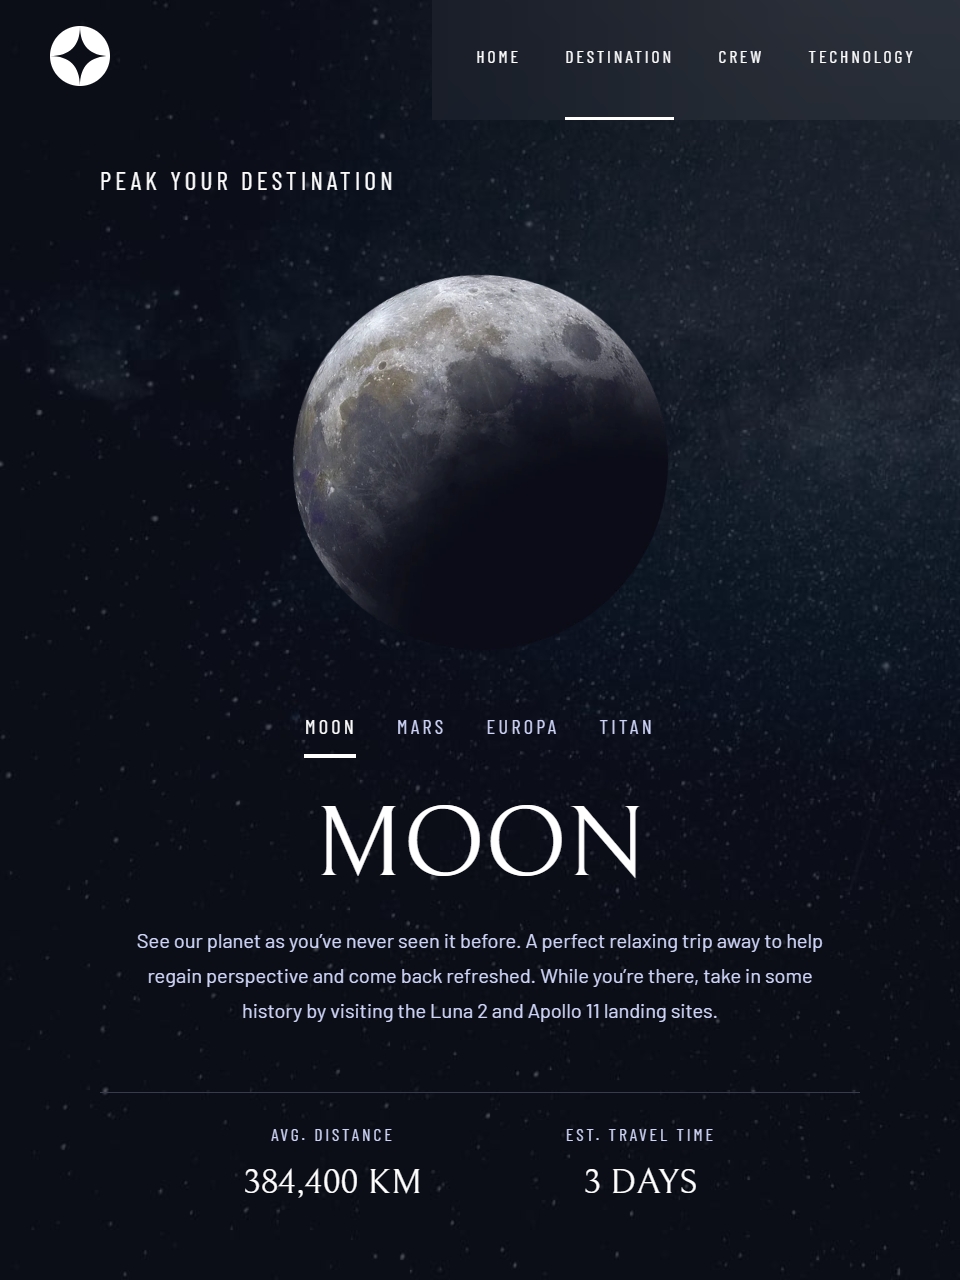 HOME DESTINATION CREW TECHNOLOGY
PEAK YOUR DESTINATION
MOON MARS EUROPA TITAN
MOON
See our planet as you’ve never seen it before. A perfect relaxing trip away to help
regain perspective and come back refreshed. While you’re there, take in some
history by visiting the Luna 2 and Apollo 11 landing sites.
AVG. DISTANCE
384,400 KM
EST. TRAVEL TIME
3 DAYS